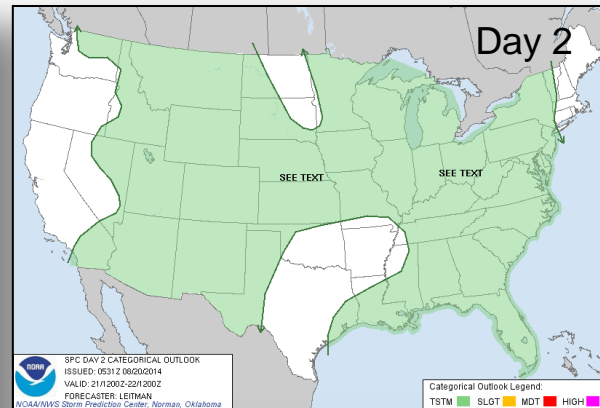 Day 2
SEE TEXT
SEE TEXT
NOAA
SPC DAY 2 CATEGORICAL OUTLOOK
ISSUED: 0531Z 08/20/2014
VALID: 21/1200Z-22/1200Z
FORECASTER: LEITMAN
NOAA/NWS Storm Prediction Center, Norman, Oklahoma
Categorical Outlook Legend:
TSTM SLGT MDT HIGH